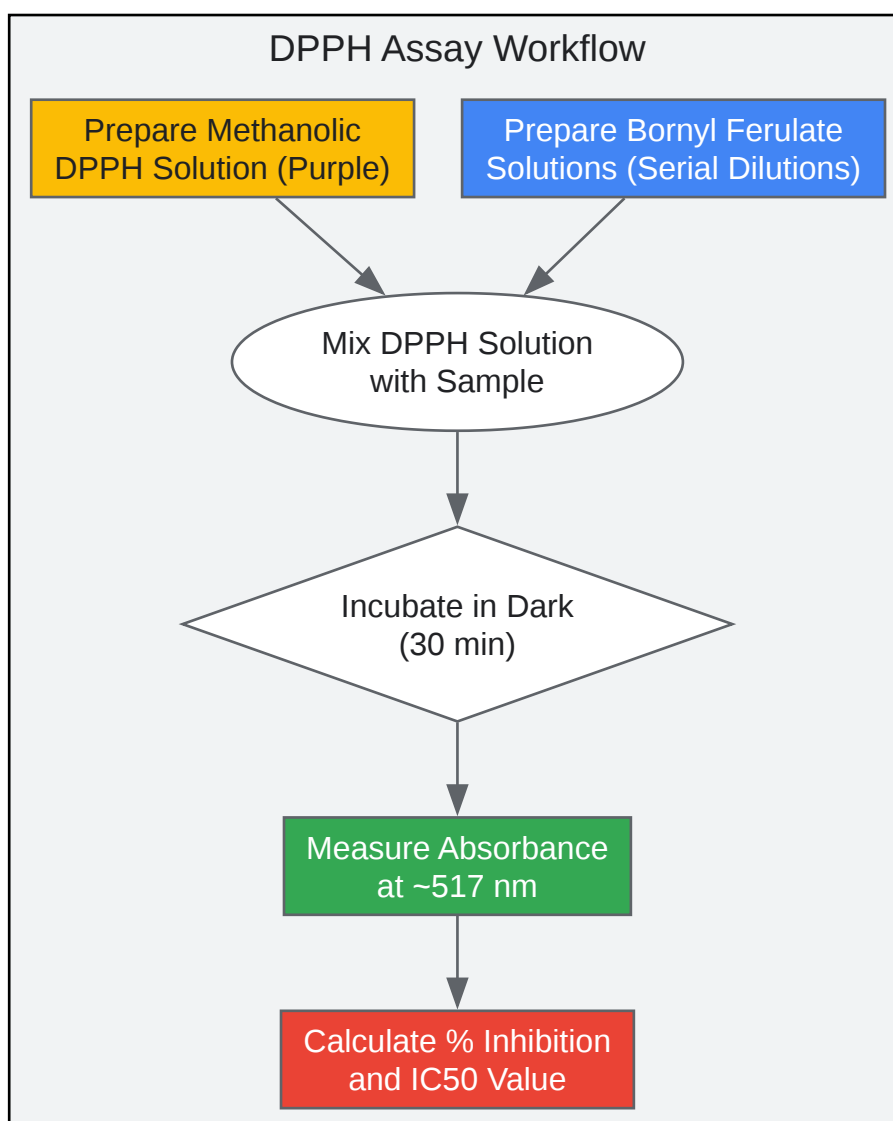 DPPH Assay Workflow
Prepare Methanolic
DPPH Solution (Purple)
Prepare Bornyl Ferulate
Solutions (Serial Dilutions)
Mix DPPH Solution
with Sample
Incubate in Dark
(30 min)
Measure Absorbance
at ~517 nm
Calculate % Inhibition
and IC50 Value